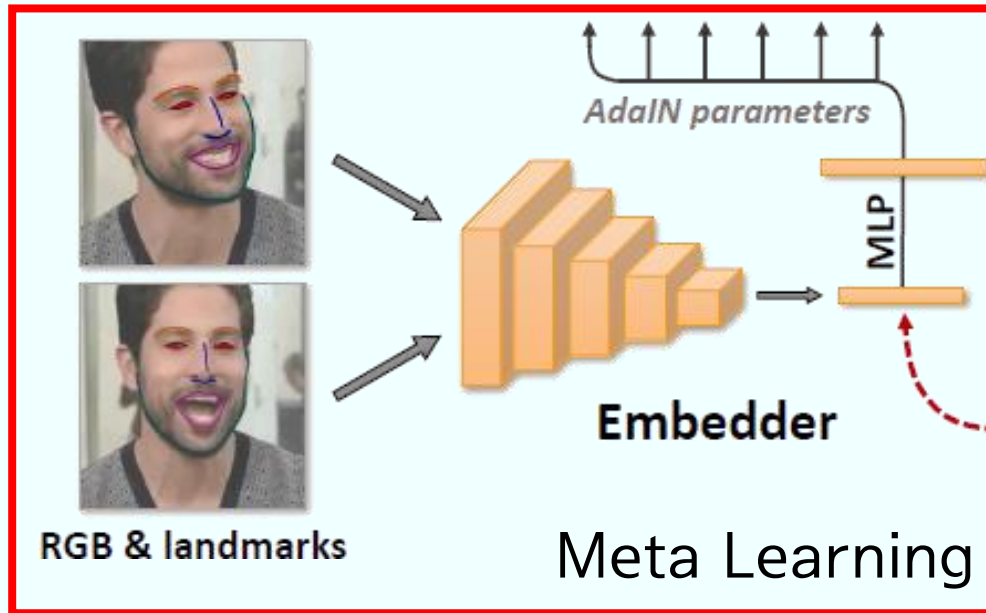 AdaIN parameters
MLP
Embedder
RGB & landmarks
Meta Learning